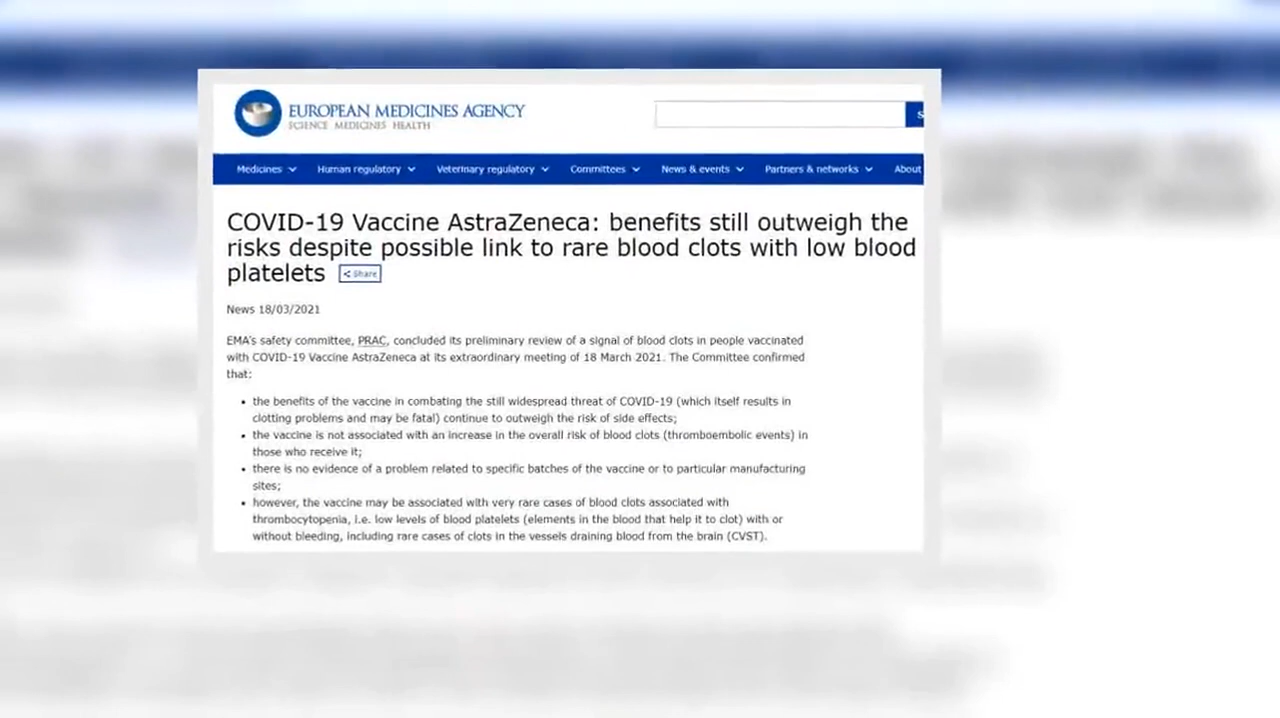 EUROPEAN MEDICINES AGENCY
SCIENCE MEDICINES HEALTH
S
Medicines Human regulatory Veterinary regulatory Committees News & events Partners & networks About
COVID-19 Vaccine AstraZeneca: benefits still outweigh the
risks despite possible link to rare blood clots with low blood
platelets Share
News 18/03/2021
EMA's safety committee, PRAC, concluded its preliminary review of a signal of blood clots in people vaccinated
with COVID-19 Vaccine AstraZeneca at its extraordinary meeting of 18 March 2021. The Committee confirmed
that:
• the benefits of the vaccine in combating the still widespread threat of COVID-19 (which itself results in
clotting problems and may be fatal) continue to outweigh the risk of side effects;
• the vaccine is not associated with an increase in the overall risk of blood clots (thromboembolic events) in
those who receive it;
• there is no evidence of a problem related to specific batches of the vaccine or to particular manufacturing
sites;
• however, the vaccine may be associated with very rare cases of blood clots associated with
thrombocytopenia, i.e. low levels of blood platelets (elements in the blood that help it to clot) with or
without bleeding, including rare cases of clots in the vessels draining blood from the brain (CVST).